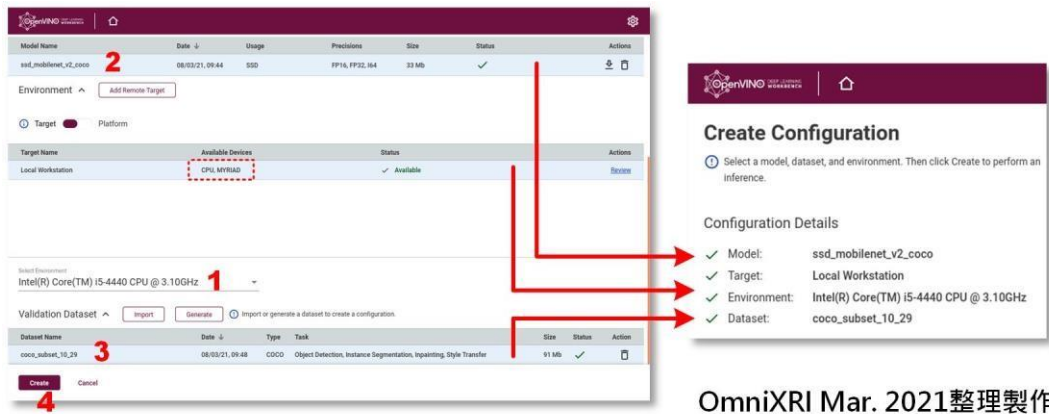 OpenVINO DEEP LEARNING WORKBENCH
Model Name Date ↓ Usage Precisions Size Status Actions
ssd_mobilenet_v2_coco 2 08/03/21, 09:44 SSD FP16, FP32, I64 33 Mb
Environment Add Remote Target
Target Platform
Target Name Available Devices Status Actions
Local Workstation CPU, MYRIAD Available Review
Select Environment
Intel(R) Core(TM) i5-4440 CPU @ 3.10GHz 1
Validation Dataset Import Generate Import or generate a dataset to create a configuration.
Dataset Name Date ↓ Type Task Size Status Action
coco_subset_10_29 3 08/03/21, 09:48 COCO Object Detection, Instance Segmentation, Inpainting, Style Transfer 91 Mb
Create Cancel
4
OpenVINO DEEP LEARNING WORKBENCH
Create Configuration
Select a model, dataset, and environment. Then click Create to perform an
inference.
Configuration Details
Model: ssd_mobilenet_v2_coco
Target: Local Workstation
Environment: Intel(R) Core(TM) i5-4440 CPU @ 3.10GHz
Dataset: coco_subset_10_29
OmniXRI Mar. 2021整理製作